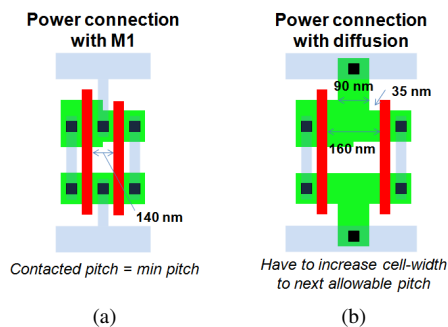 Power connection
with M1
140 nm
Contacted pitch = min pitch
(a)
Power connection
with diffusion
90 nm
35 nm
160 nm
Have to increase cell-width
to next allowable pitch
(b)